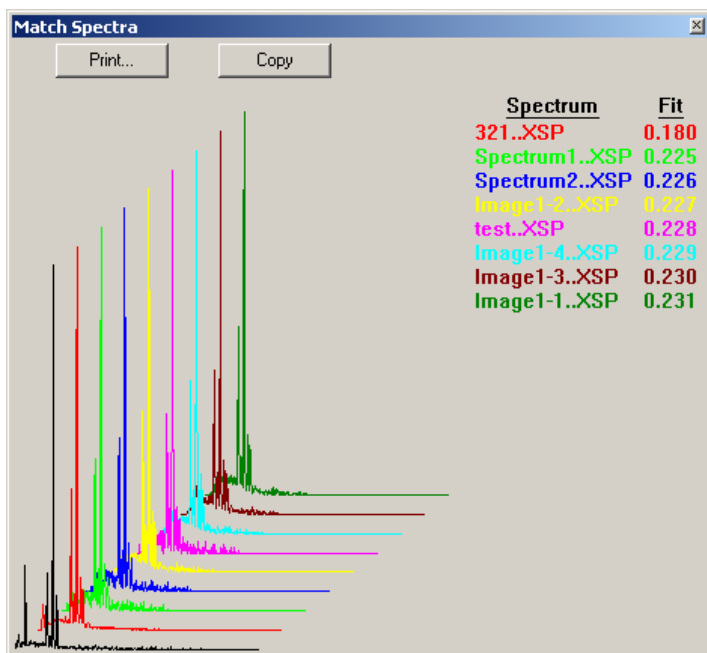 Match Spectra
Print... Copy
Spectrum Fit
321..XSP 0.180
Spectrum1..XSP 0.225
Spectrum2..XSP 0.226
Image1-2..XSP 0.227
test..XSP 0.228
Image1-4..XSP 0.229
Image1-3..XSP 0.230
Image1-1..XSP 0.231